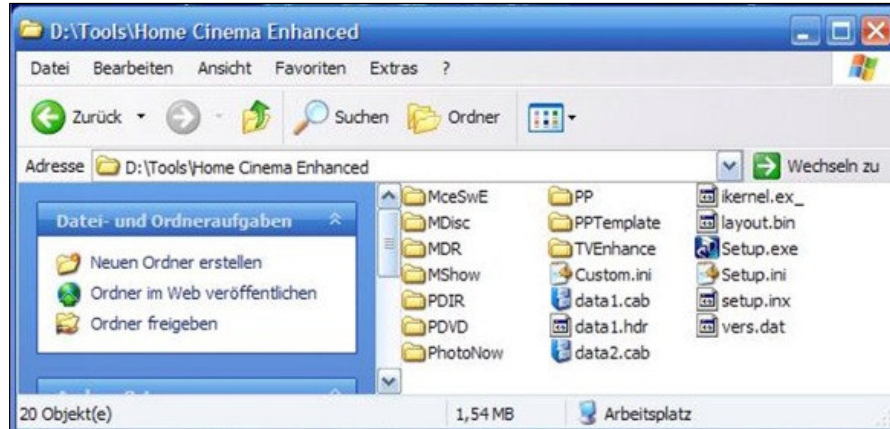 D:\Tools\Home Cinema Enhanced
Datei Bearbeiten Ansicht Favoriten Extras ?
Zurück Suchen Ordner
Adresse D:\Tools\Home Cinema Enhanced Wechseln zu
Datei- und Ordneraufgaben
Neuen Ordner erstellen
Ordner im Web veröffentlichen
Ordner freigeben
MceSwE PP ikernel.ex_
MDisc PPTemplate layout.bin
MDR TVEnhance Setup.exe
MShow Custom.ini Setup.ini
PDIR data1.cab setup.inx
PDVD data1.hdr vers.dat
PhotoNow data2.cab
20 Objekt(e) 1,54 MB Arbeitsplatz